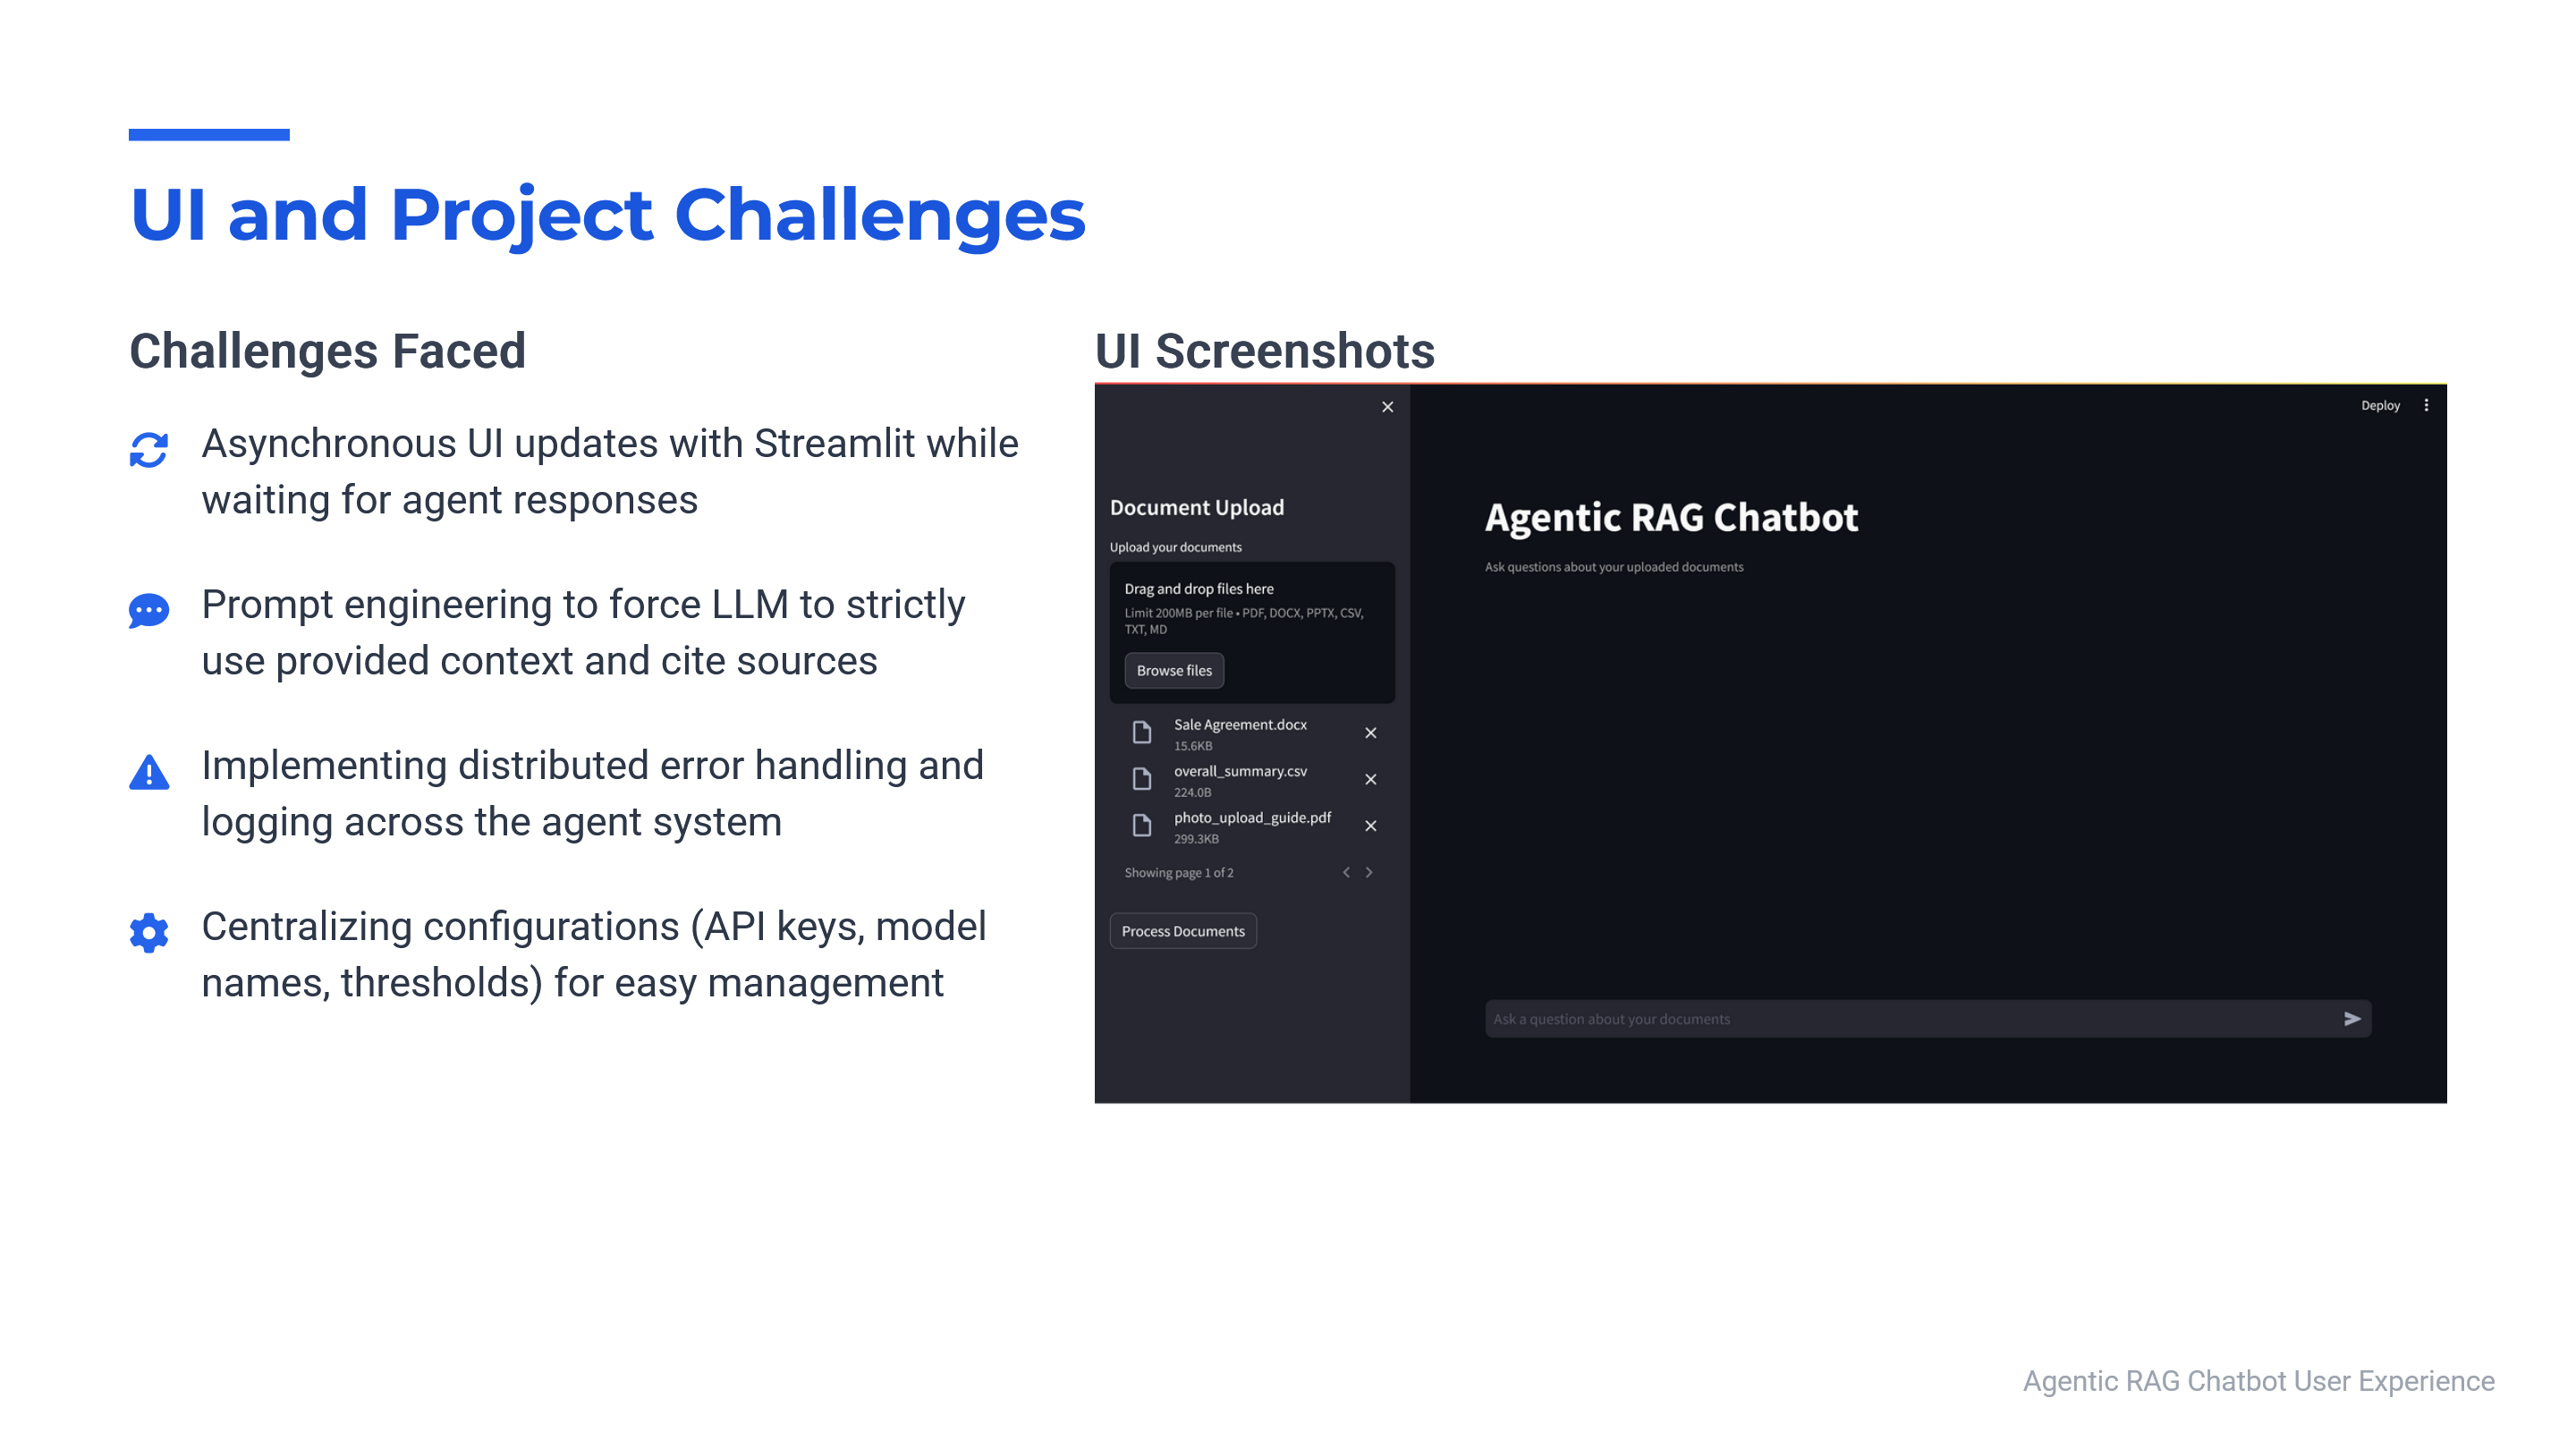 UI and Project Challenges
Challenges Faced
Asynchronous UI updates with Streamlit while
waiting for agent responses
Prompt engineering to force LLM to strictly
use provided context and cite sources
Implementing distributed error handling and
logging across the agent system
Centralizing configurations (API keys, model
names, thresholds) for easy management
UI Screenshots
Deploy
Document Upload
Upload your documents
Drag and drop files here
Limit 200MB per file • PDF, DOCX, PPTX, CSV,
TXT, MD
Browse files
Sale Agreement.docx
15.6KB
overall_summary.csv
224.0B
photo_upload_guide.pdf
299.3KB
Showing page 1 of 2
Process Documents
Agentic RAG Chatbot
Ask questions about your uploaded documents
Ask a question about your documents
Agentic RAG Chatbot User Experience